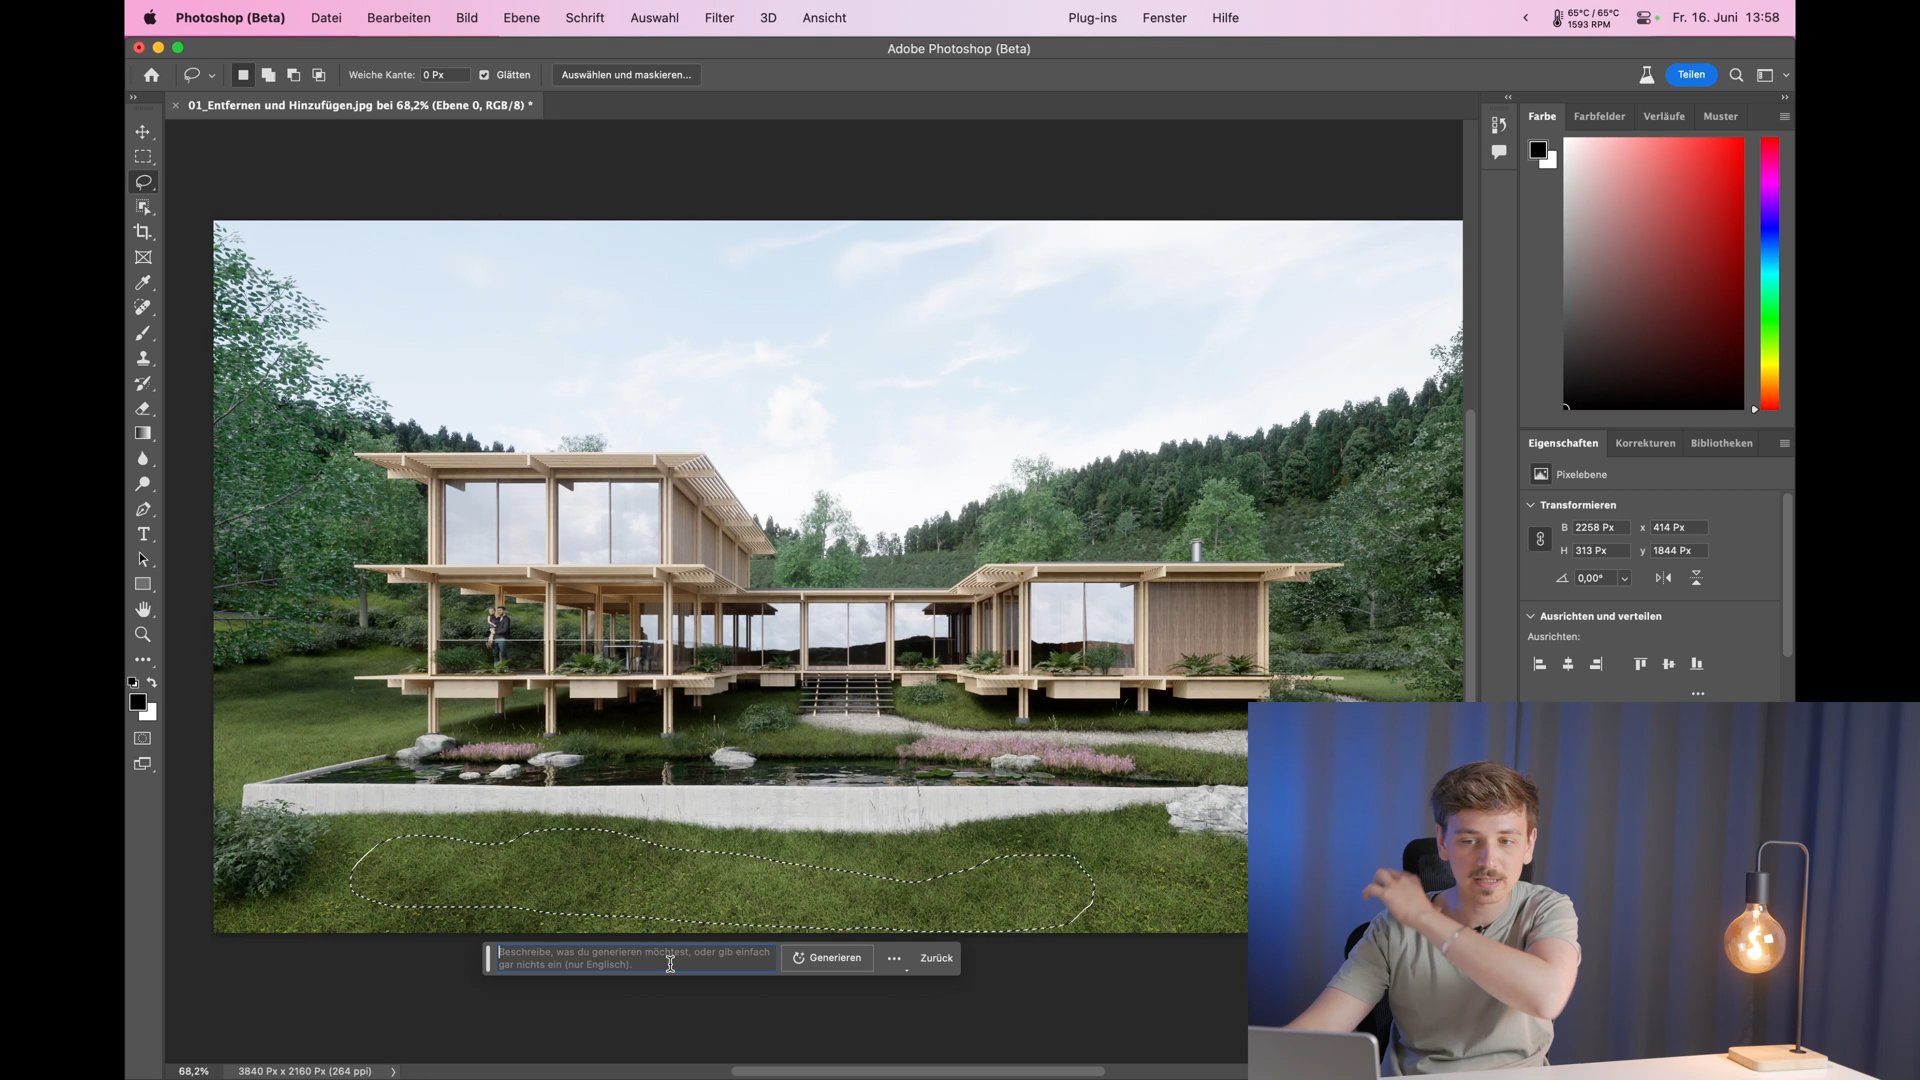 Photoshop (Beta) Datei Bearbeiten Bild Ebene Schrift Auswahl Filter 3D Ansicht Plug-ins Fenster Hilfe 65°C / 65°C Fr. 16. Juni 13:58
1593 RPM
Adobe Photoshop (Beta)
Weiche Kante: 0 Px Glätten Auswählen und maskieren... Teilen
01_Entfernen und Hinzufügen.jpg bei 68,2% (Ebene 0, RGB/8) *
Farbe Farbfelder Verläufe Muster
Eigenschaften Korrekturen Bibliotheken
Pixelebene
Transformieren
B 2258 Px x 414 Px
H 313 Px y 1844 Px
0,00°
Ausrichten und verteilen
Ausrichten:
Beschreibe, was du generieren möchtest, oder gib einfach
gar nichts ein (nur Englisch).
Generieren
Zurück
68,2% 3840 Px x 2160 Px (264 ppi)